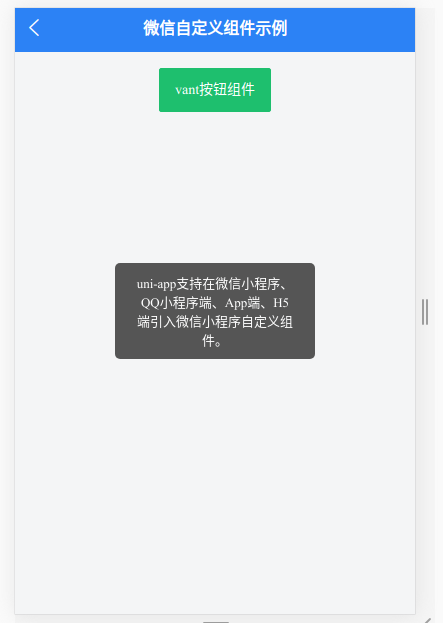 微信自定义组件示例
vant按钮组件
uni-app支持在微信小程序、
QQ小程序端、App端、H5
端引入微信小程序自定义组
件。